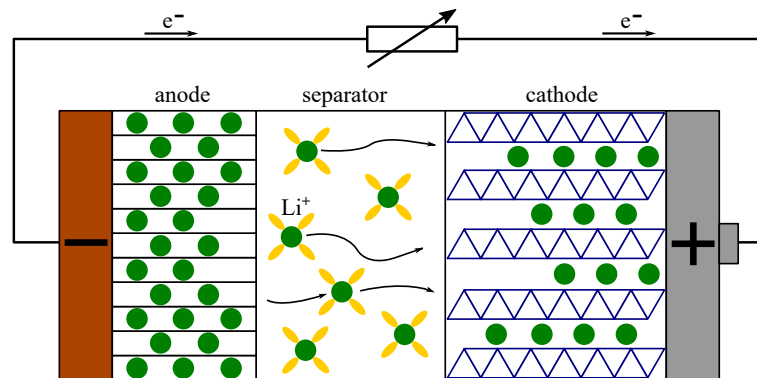 e⁻ e⁻
anode separator cathode
Li⁺
− +